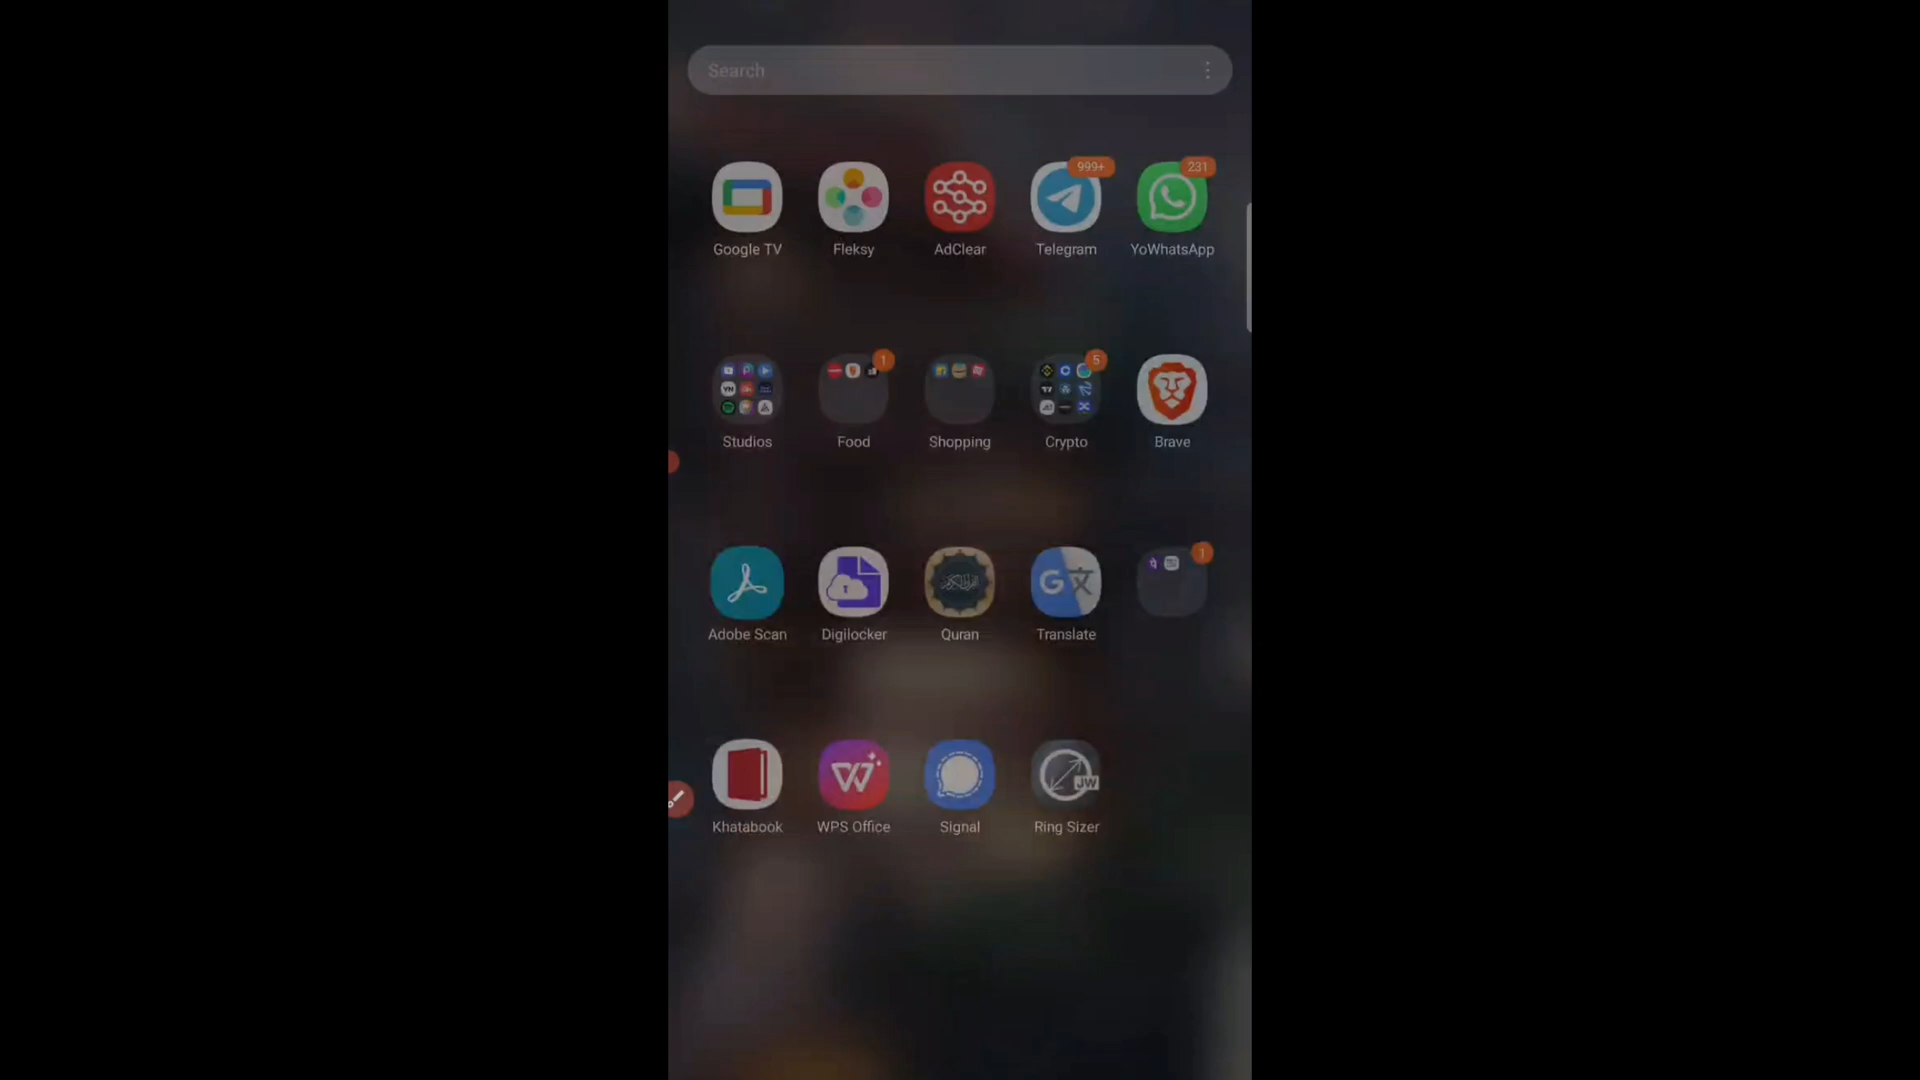 Search
999+
231
Google TV Fleksy AdClear Telegram YoWhatsApp
1
5
Studios Food Shopping Crypto Brave
1
Adobe Scan Digilocker Quran Translate
JW
Khatabook WPS Office Signal Ring Sizer